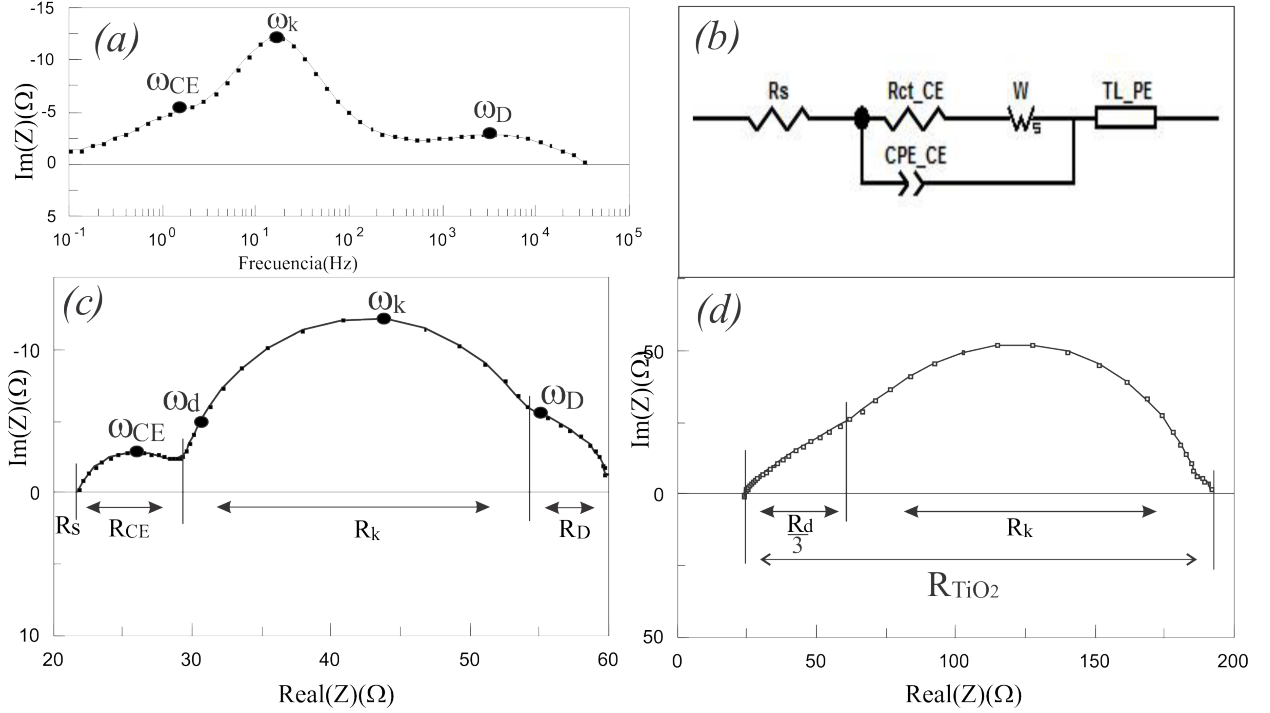 (a)
-15
-10
-5
0
5
Im(Z)(Ω)
ωCE
ωk
ωD
10^-1 10^0 10^1 10^2 10^3 10^4 10^5
Frecuencia(Hz)
(b)
Rs
Rct_CE
W
s
TL_PE
CPE_CE
(c)
-10
0
10
Im(Z)(Ω)
ωCE
ωd
ωk
ωD
Rs
RCE
Rk
RD
20 30 40 50 60
Real(Z)(Ω)
(d)
50
0
50
Im(Z)(Ω)
Rd
3
Rk
RTiO2
0 50 100 150 200
Real(Z)(Ω)